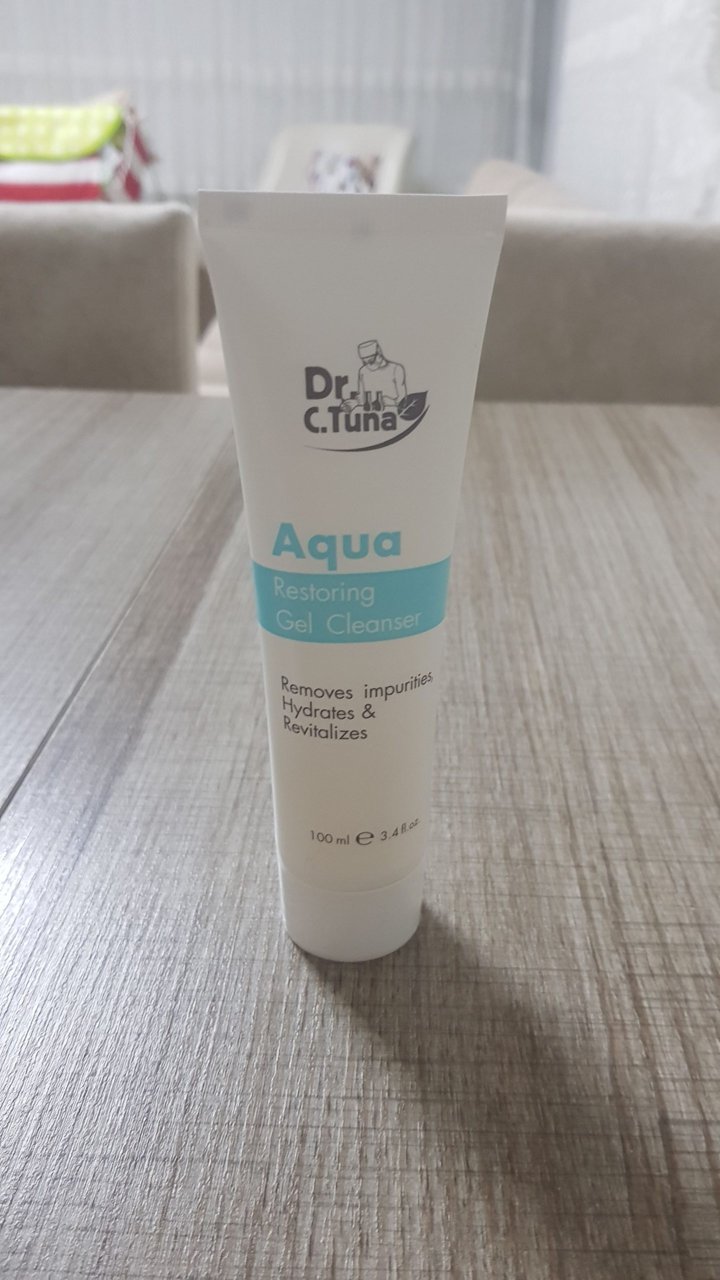 Dr.
C.Tuna
Aqua
Restoring
Gel Cleanser
Removes impurities,
Hydrates &
Revitalizes
100 ml ℮ 3.4 fl.oz.